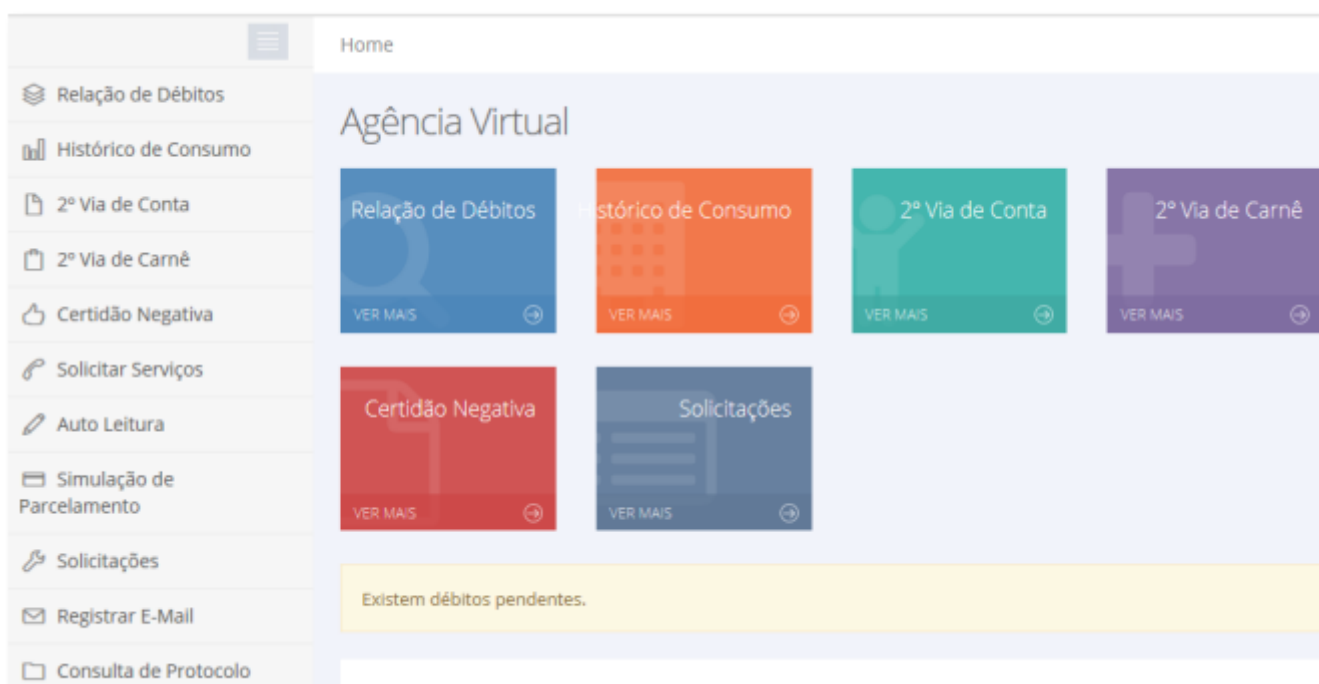 Home
Relação de Débitos
Histórico de Consumo
2º Via de Conta
2º Via de Carnê
Certidão Negativa
Solicitar Serviços
Auto Leitura
Simulação de
Parcelamento
Solicitações
Registrar E-Mail
Consulta de Protocolo
Agência Virtual
Relação de Débitos
VER MAIS
Histórico de Consumo
VER MAIS
2º Via de Conta
VER MAIS
2º Via de Carnê
VER MAIS
Certidão Negativa
VER MAIS
Solicitações
VER MAIS
Existem débitos pendentes.